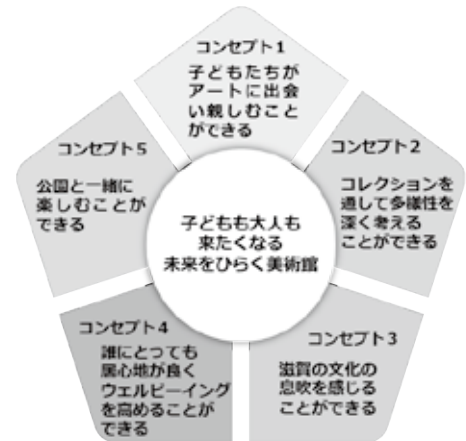 コンセプト1
子どもたちが
アートに出会
い親しむこと
ができる
コンセプト2
コレクションを
通して多様性を
深く考える
ことができる
コンセプト3
滋賀の文化の
息吹を感じる
ことができる
コンセプト4
誰にとっても
居心地が良く
ウェルビーイング
を高めることが
できる
コンセプト5
公園と一緒に
楽しむことが
できる
子どもも大人も
来たくなる
未来をひらく美術館